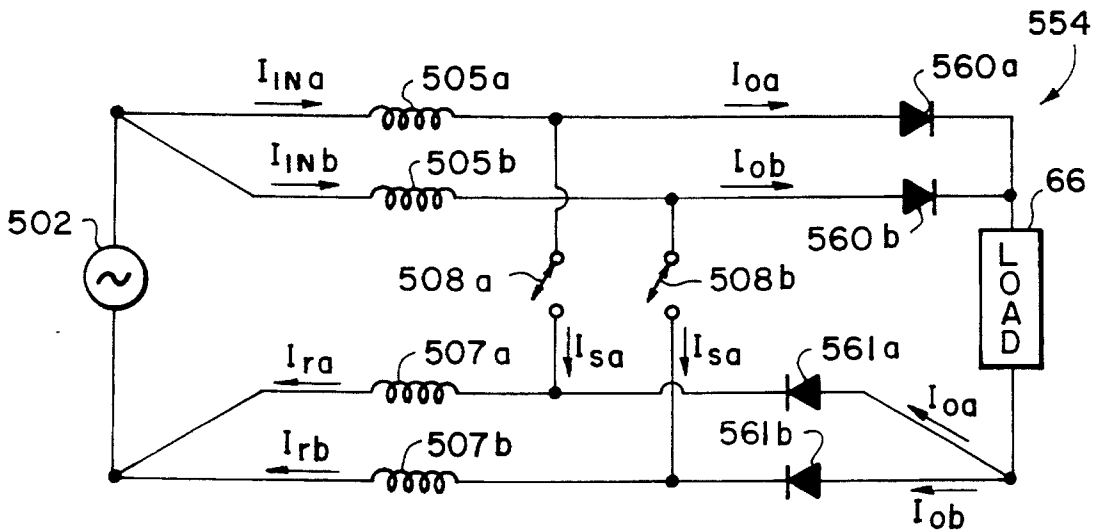 554
I_INa
505a
I_oa
560a
I_INb
505b
I_ob
66
502
560b
508a
508b
LOAD
I_ra
507a
I_sa
I_sa
561a
I_oa
I_rb
507b
561b
I_ob